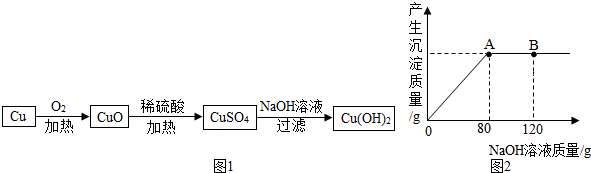 Cu
O₂
加热
CuO
稀硫酸
加热
CuSO₄
NaOH溶液
过滤
Cu(OH)₂
图1
产生沉淀质量/g
A
B
0
80
120
NaOH溶液质量/g
图2